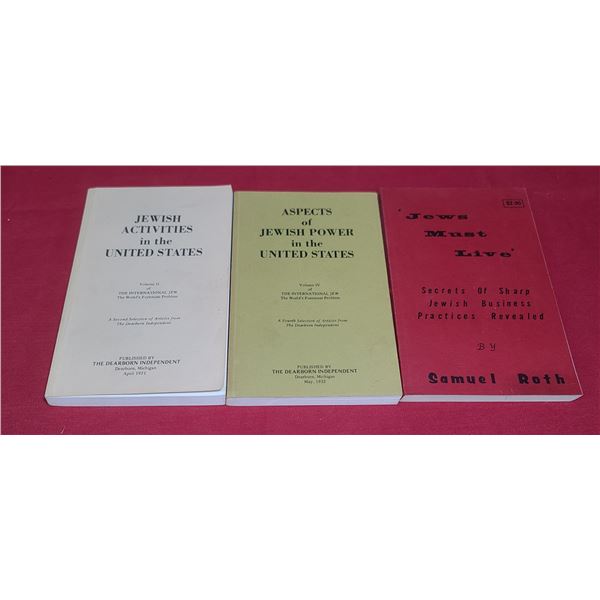 JEWISH
ACTIVITIES
in the
UNITED STATES
Volume II
of
THE INTERNATIONAL JEW
The World's Foremost Problem
A Second Selection of Articles from
The Dearborn Independent
PUBLISHED BY
THE DEARBORN INDEPENDENT
Dearborn, Michigan
April 1921
ASPECTS
of
JEWISH POWER
in the
UNITED STATES
Volume IV
of
THE INTERNATIONAL JEW
The World's Foremost Problem
A Fourth Selection of Articles from
The Dearborn Independent
PUBLISHED BY
THE DEARBORN INDEPENDENT
Dearborn, Michigan
May, 1922
'Jews
Must
Live'
Secrets Of Sharp
Jewish Business
Practices Revealed
BY
Samuel Roth